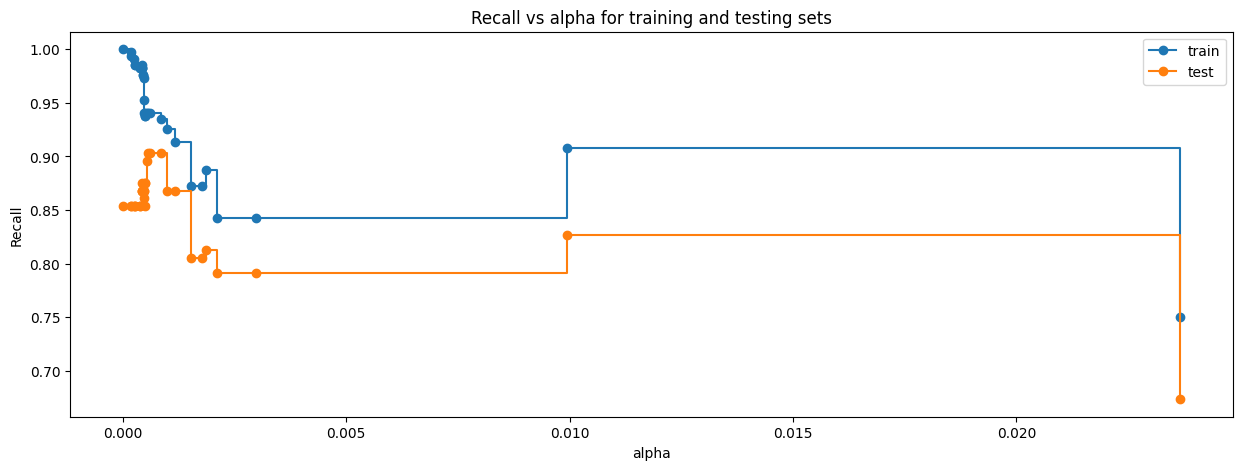 Recall vs alpha for training and testing sets
train
test
1.00
0.95
0.90
0.85
0.80
0.75
0.70
Recall
0.000
0.005
0.010
0.015
0.020
alpha